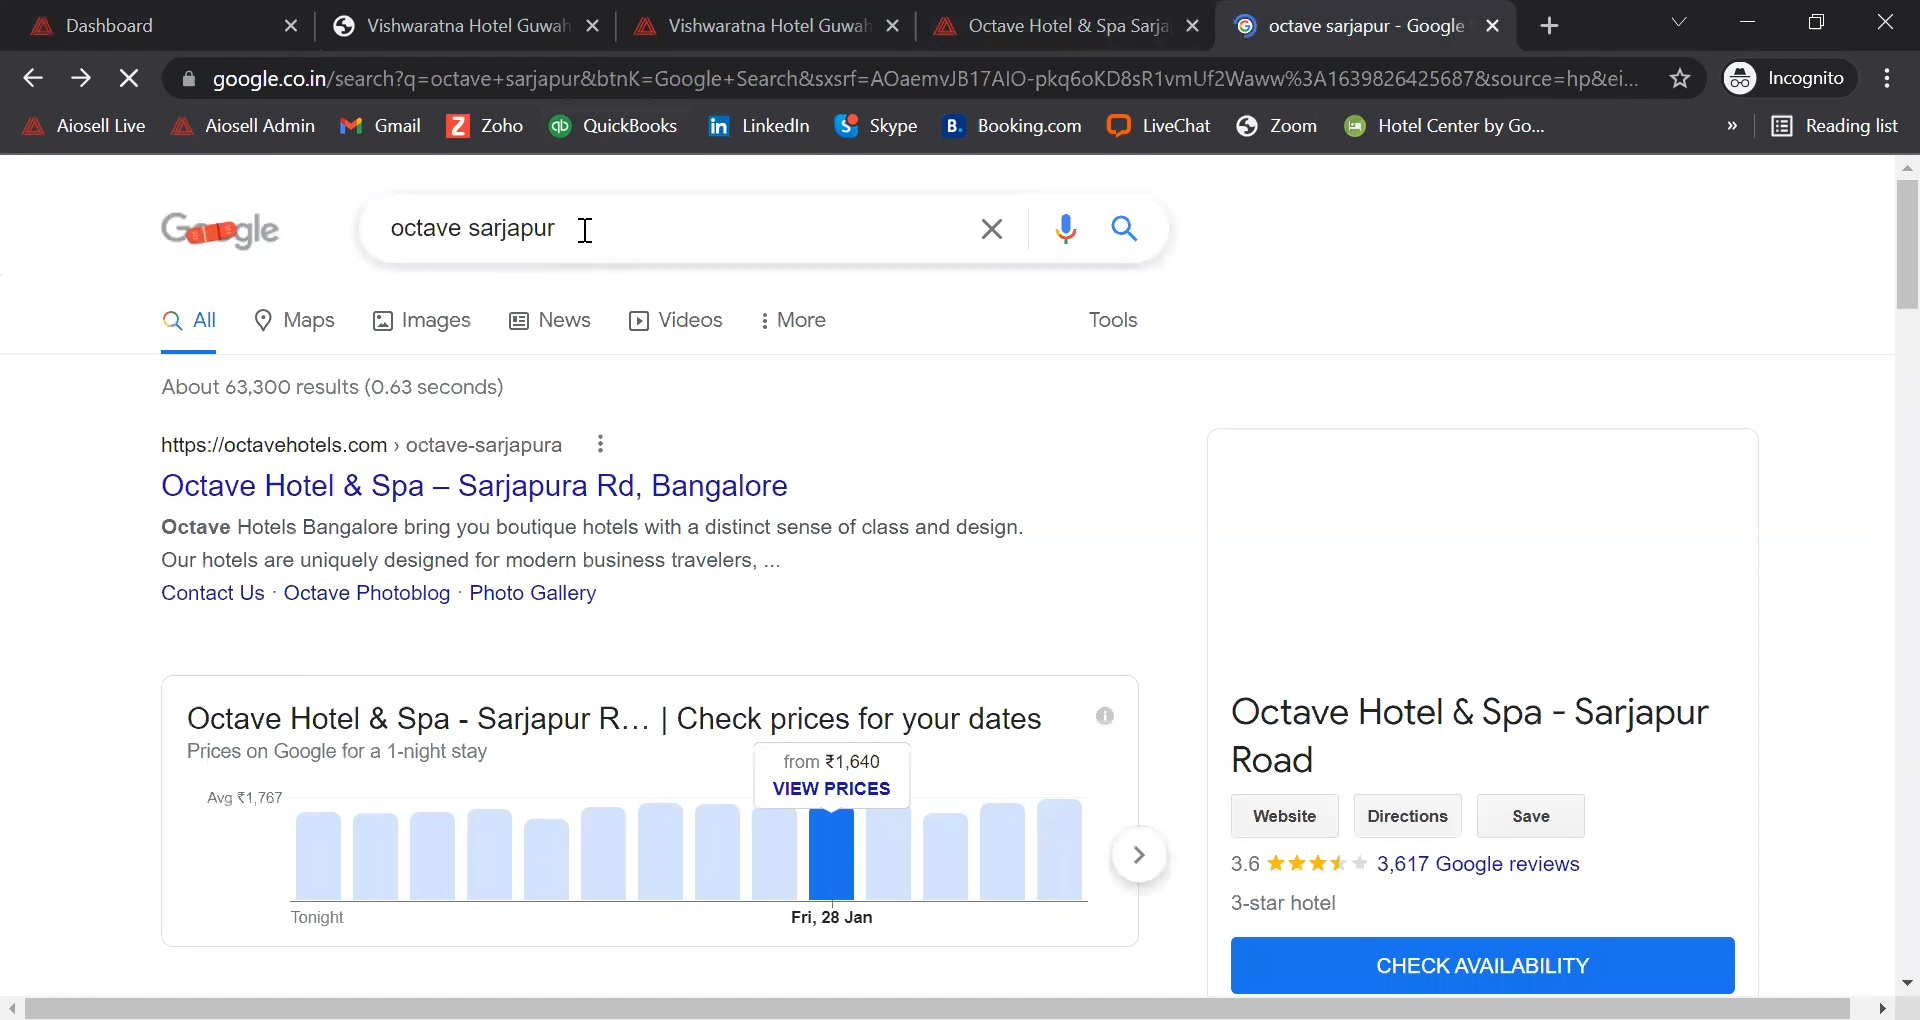 Dashboard
Vishwaratna Hotel Guwah
Vishwaratna Hotel Guwah
Octave Hotel & Spa Sarja
octave sarjapur - Google
google.co.in/search?q=octave+sarjapur&btnK=Google+Search&sxsrf=AOaemvJB17AIO-pkq6oKD8sR1vmUf2Waww%3A1639826425687&source=hp&ei...
Incognito
Aiosell Live
Aiosell Admin
Gmail
Zoho
QuickBooks
LinkedIn
Skype
Booking.com
LiveChat
Zoom
Hotel Center by Go...
»
Reading list
Google
octave sarjapur
All
Maps
Images
News
Videos
More
Tools
About 63,300 results (0.63 seconds)
https://octavehotels.com › octave-sarjapura
Octave Hotel & Spa – Sarjapura Rd, Bangalore
Octave Hotels Bangalore bring you boutique hotels with a distinct sense of class and design.
Our hotels are uniquely designed for modern business travelers, ...
Contact Us · Octave Photoblog · Photo Gallery
Octave Hotel & Spa - Sarjapur R... | Check prices for your dates
Prices on Google for a 1-night stay
from ₹1,640
VIEW PRICES
Avg ₹1,767
Tonight
Fri, 28 Jan
Octave Hotel & Spa - Sarjapur
Road
Website
Directions
Save
3.6
3,617 Google reviews
3-star hotel
CHECK AVAILABILITY